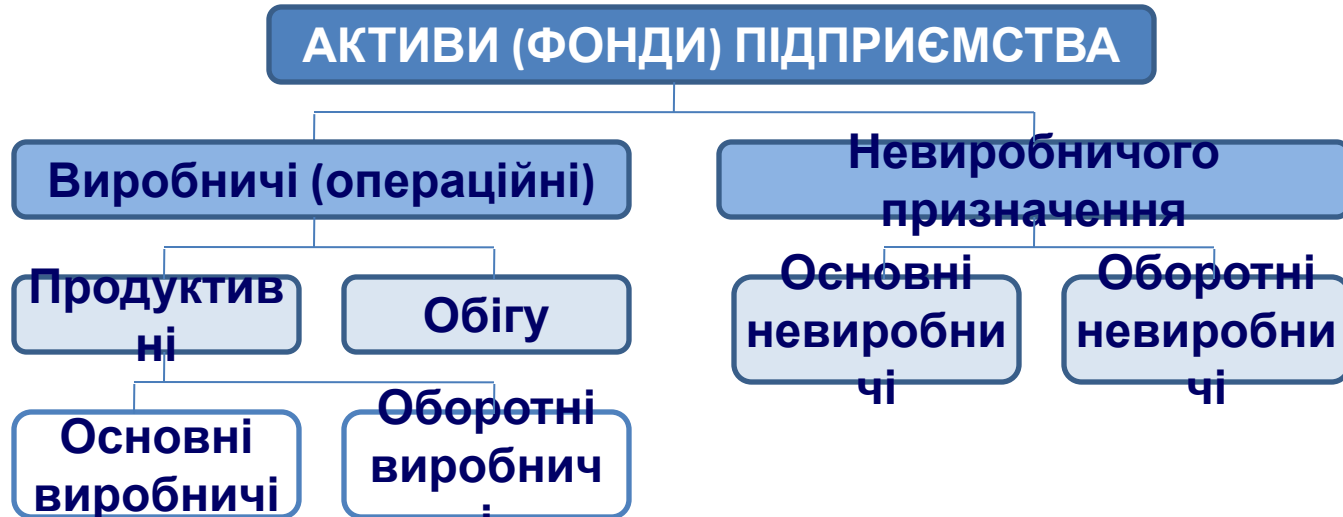 АКТИВИ (ФОНДИ) ПІДПРИЄМСТВА
Виробничі (операційні)
Невиробничого
призначення
Продуктив
ні
Обігу
Основні
невиробни
чі
Оборотні
невиробни
чі
Основні
виробничі
Оборотні
виробнич
і